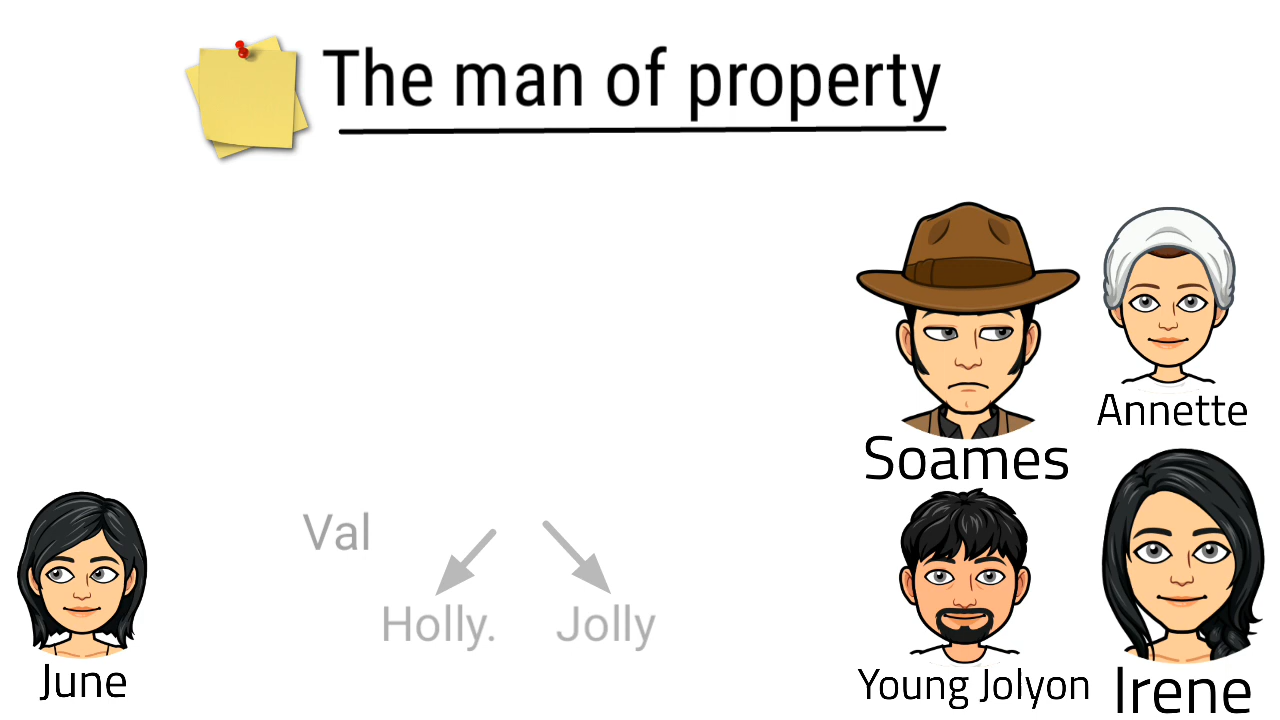 The man of property
Annette
Soames
Val
Holly. Jolly
June
Young Jolyon
Irene